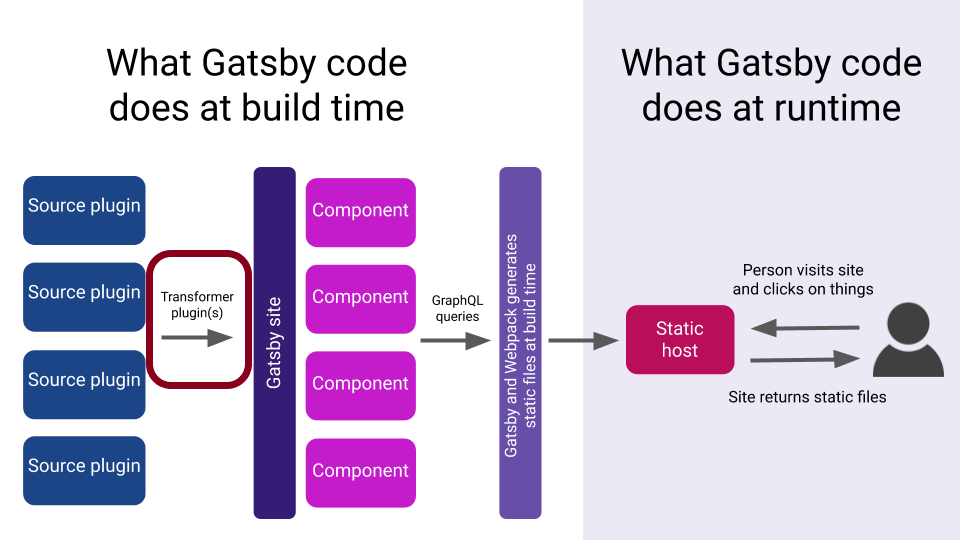 What Gatsby code
does at build time
What Gatsby code
does at runtime
Source plugin
Source plugin
Source plugin
Source plugin
Transformer
plugin(s)
Gatsby site
Component
Component
Component
Component
GraphQL
queries
Gatsby and Webpack generates
static files at build time
Static
host
Person visits site
and clicks on things
Site returns static files